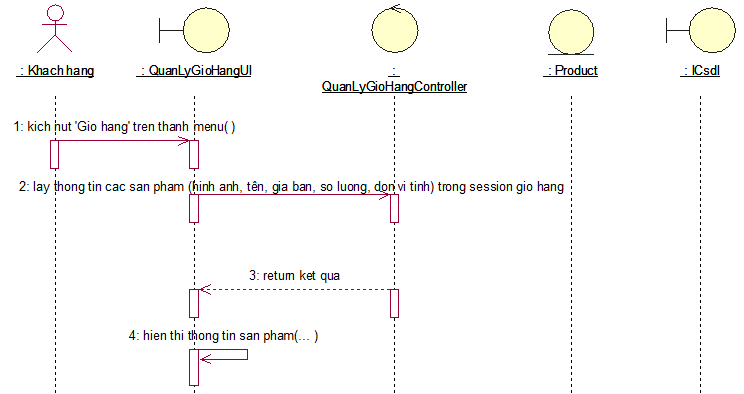 : Khach hang
: QuanLyGioHangUI
:
QuanLyGioHangController
: Product
: ICsdl
1: kich nut 'Gio hang' tren thanh menu( )
2: lay thong tin cac san pham (hinh anh, tên, gia ban, so luong, don vi tinh) trong session gio hang
3: return ket qua
4: hien thi thong tin san pham(... )